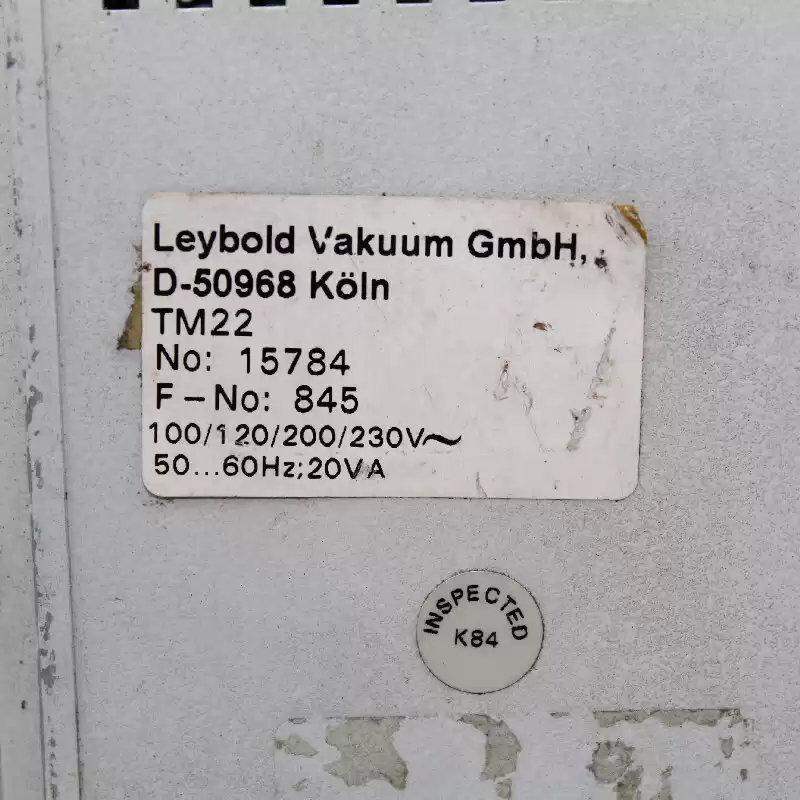 Leybold Vakuum GmbH,
D-50968 Köln
TM22
No: 15784
F-No: 845
100/120/200/230V~
50...60Hz;20VA
INSPECTED
K84